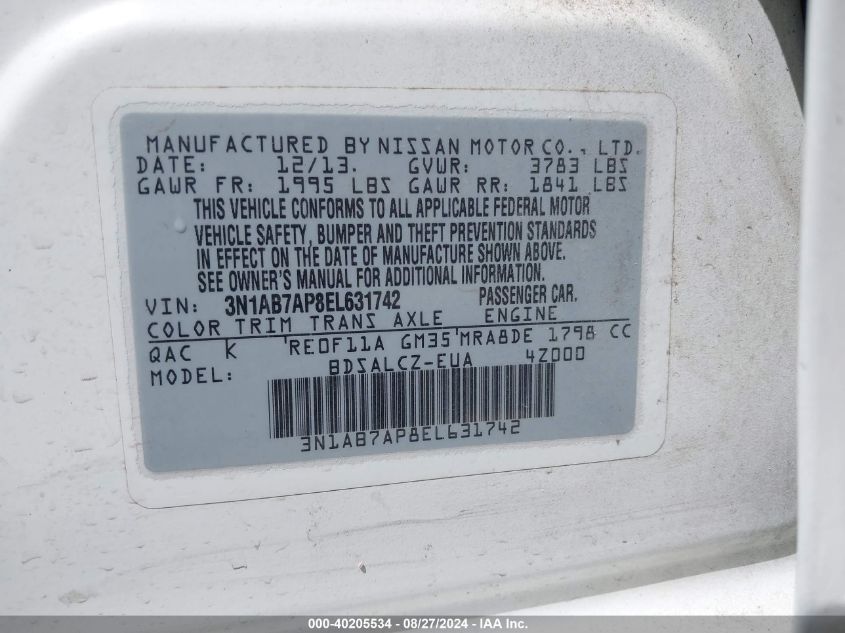 MANUFACTURED BY NISSAN MOTOR CO., LTD.
DATE: 12/13. GVWR: 3783 LBS
GAWR FR: 1995 LBS GAWR RR: 1841 LBS
THIS VEHICLE CONFORMS TO ALL APPLICABLE FEDERAL MOTOR
VEHICLE SAFETY, BUMPER AND THEFT PREVENTION STANDARDS
IN EFFECT ON THE DATE OF MANUFACTURE SHOWN ABOVE.
SEE OWNER'S MANUAL FOR ADDITIONAL INFORMATION.
VIN: 3N1AB7AP8EL631742 PASSENGER CAR.
COLOR TRIM TRANS AXLE ENGINE
QAC K RE0F11A GM35 MRA8DE 1798 CC
MODEL: BDSALCZ-EUA 4Z000
3N1AB7AP8EL631742
000-40205534 - 08/27/2024 - IAA, Inc.